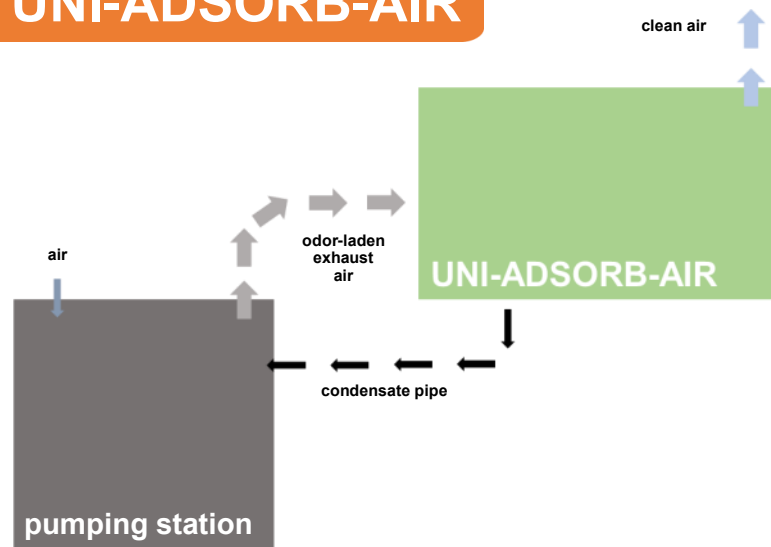 UNI-ADSORB-AIR
clean air
odor-laden
exhaust
air
air
UNI-ADSORB-AIR
condensate pipe
pumping station